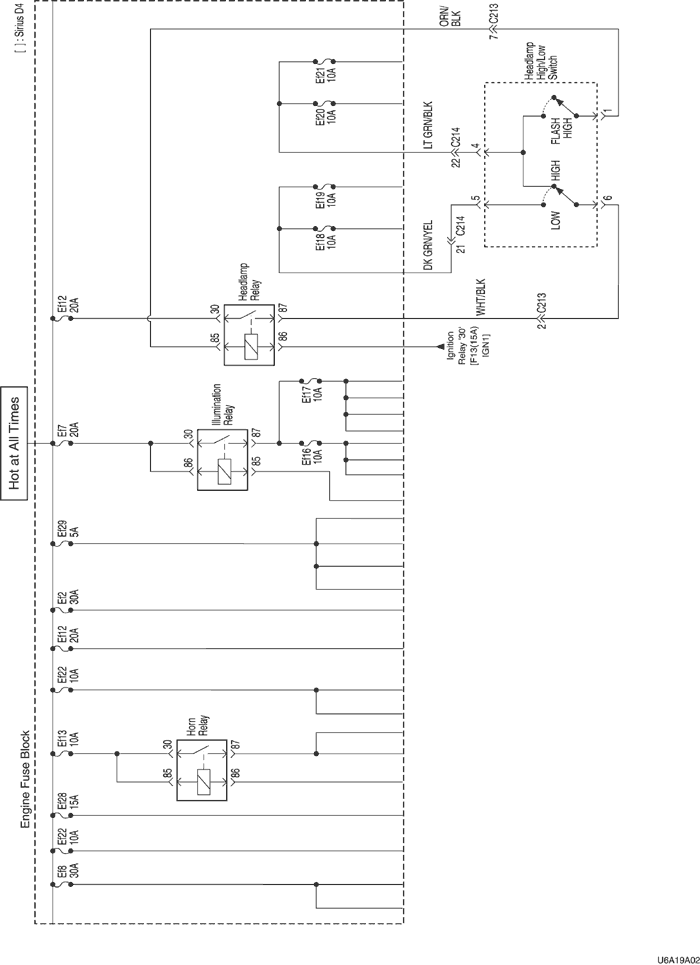 [ ] : Sirius D4
Hot at All Times
Engine Fuse Block
Ef8
30A
Ef22
10A
Ef28
15A
Ef13
10A
Ef22
10A
Ef12
20A
Ef2
30A
Ef29
5A
Ef7
20A
Ef12
20A
Horn
Relay
85
30
86
87
Illumination
Relay
86
30
85
87
Ef16
10A
Ef17
10A
Headlamp
Relay
85
30
86
87
Ef18
10A
Ef19
10A
Ef20
10A
Ef21
10A
Ignition
Relay '30'
[F13(15A)
IGN1]
WHT/BLK
2
C213
DK GRN/YEL
21
C214
LT GRN/BLK
22
C214
ORN/
BLK
7
C213
Headlamp
High/Low
Switch
5
4
LOW
HIGH
FLASH
HIGH
6
1
U6A19A02